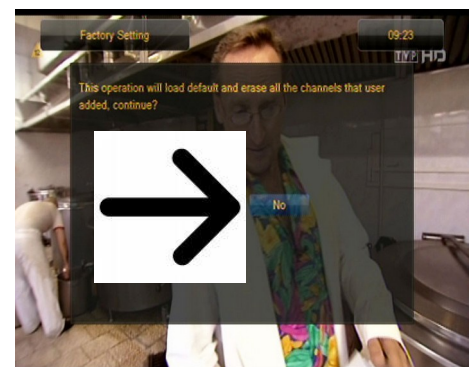 Factory Setting
09:23
TVP HD
This operation will load default and erase all the channels that user
added, continue?
No